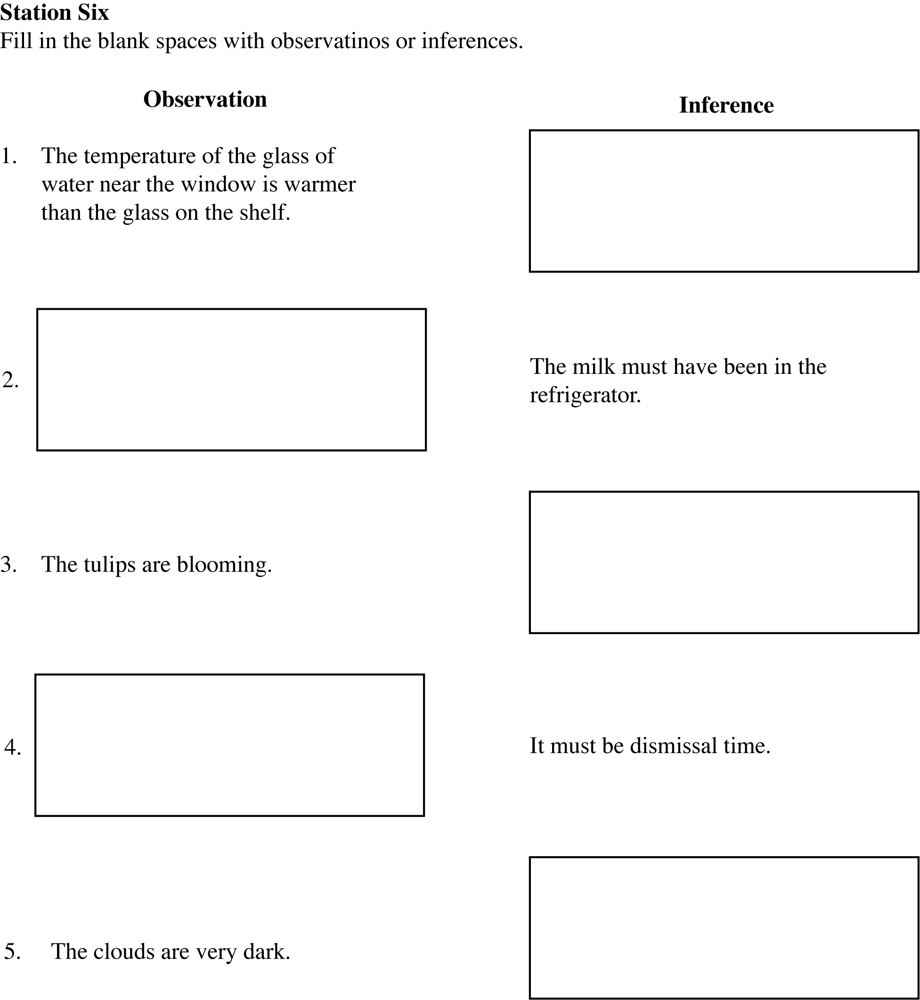 Station Six
Fill in the blank spaces with observatinos or inferences.
Observation
Inference
1. The temperature of the glass of
water near the window is warmer
than the glass on the shelf.
2.
The milk must have been in the
refrigerator.
3. The tulips are blooming.
4.
It must be dismissal time.
5. The clouds are very dark.